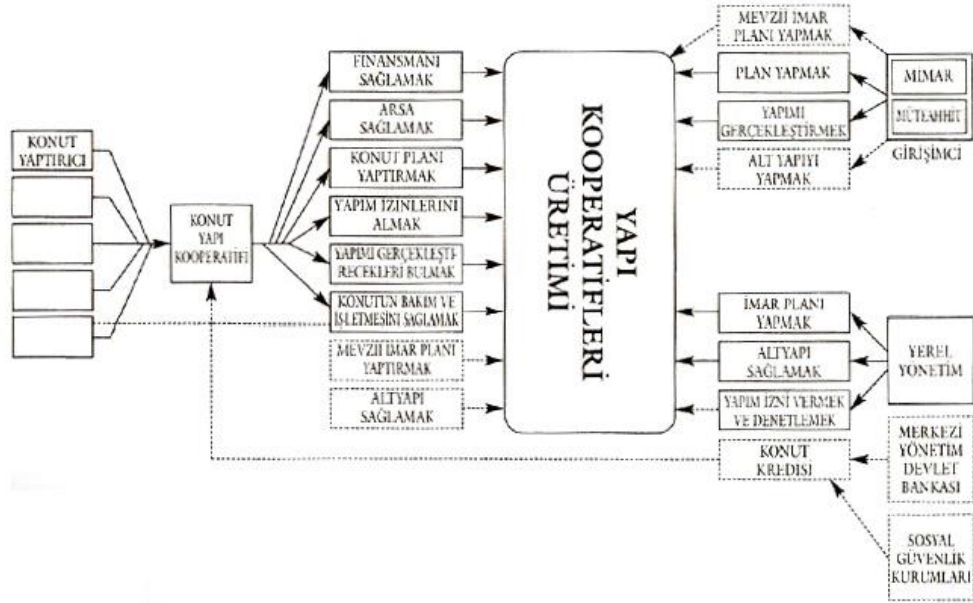 KONUT
YAPTIRICI
KONUT
YAPI
KOOPERATİFİ
FİNANSMANI
SAĞLAMAK
ARSA
SAĞLAMAK
KONUT PLANI
YAPTIRMAK
YAPIM İZİNLERİNİ
ALMAK
YAPIMI GERÇEKLEŞTİ-
RECEKLERİ BULMAK
KONUTUN BAKIM VE
İŞLETMESİNİ SAĞLAMAK
MEVZİİ İMAR PLANI
YAPTIRMAK
ALTYAPI
SAĞLAMAK
YAPI
KOOPERATİFLERİ
ÜRETİMİ
MEVZİİ İMAR
PLANI YAPMAK
PLAN YAPMAK
YAPIMI
GERÇEKLEŞTİRMEK
ALT YAPIYI
YAPMAK
MİMAR
MÜTEAHHİT
GİRİŞİMCİ
İMAR PLANI
YAPMAK
ALTYAPI
SAĞLAMAK
YAPIM İZNİ VERMEK
VE DENETLEMEK
YEREL
YÖNETİM
KONUT
KREDİSİ
MERKEZİ
YÖNETİM
DEVLET
BANKASI
SOSYAL
GÜVENLİK
KURUMLARI